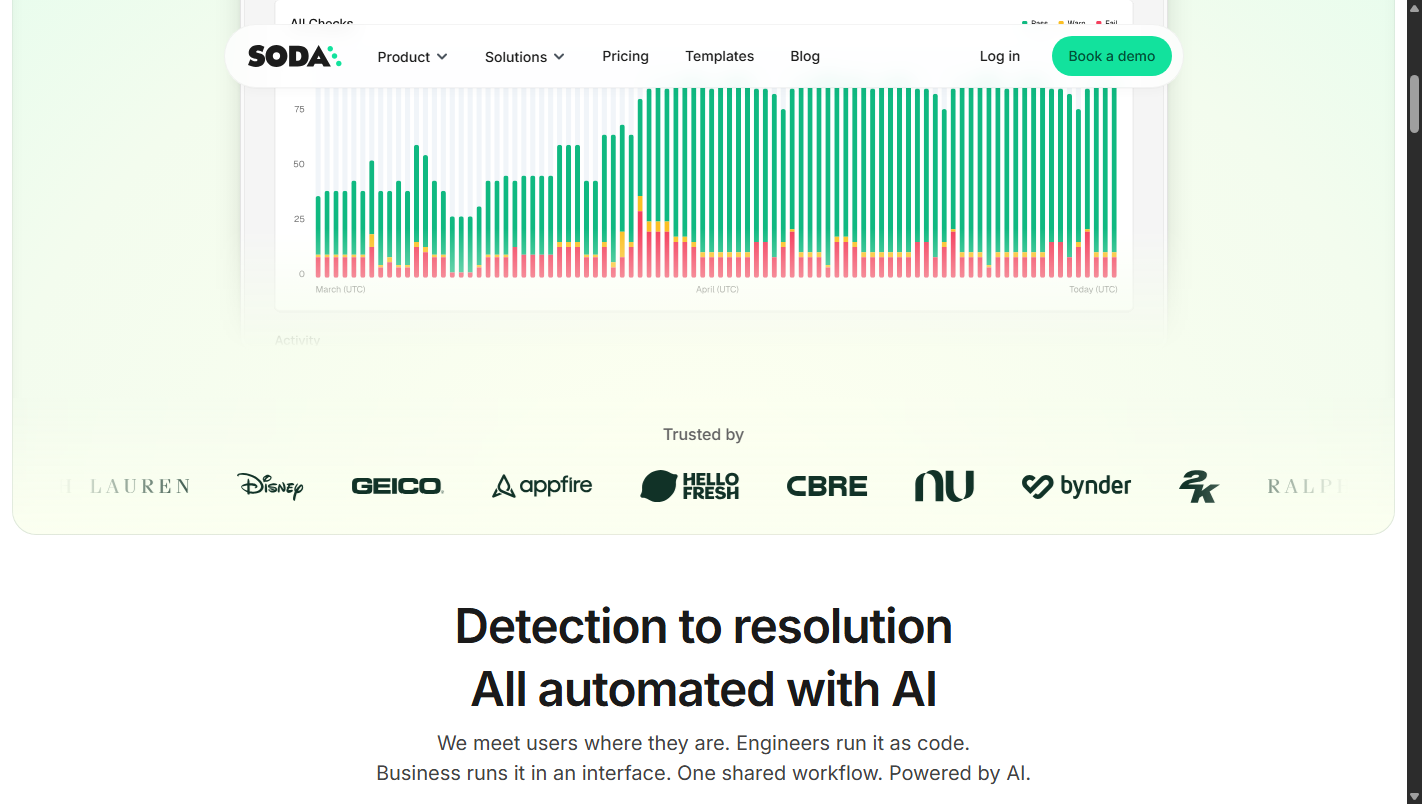 All Checks
Pass Warn Fail
SODA
Product
Solutions
Pricing
Templates
Blog
Log in
Book a demo
75
50
25
0
March (UTC)
April (UTC)
Today (UTC)
Activity
Trusted by
LAUREN
Disney
GEICO
appfire
HELLO
FRESH
CBRE
nu
bynder
2K
RALP
Detection to resolution
All automated with AI
We meet users where they are. Engineers run it as code.
Business runs it in an interface. One shared workflow. Powered by AI.